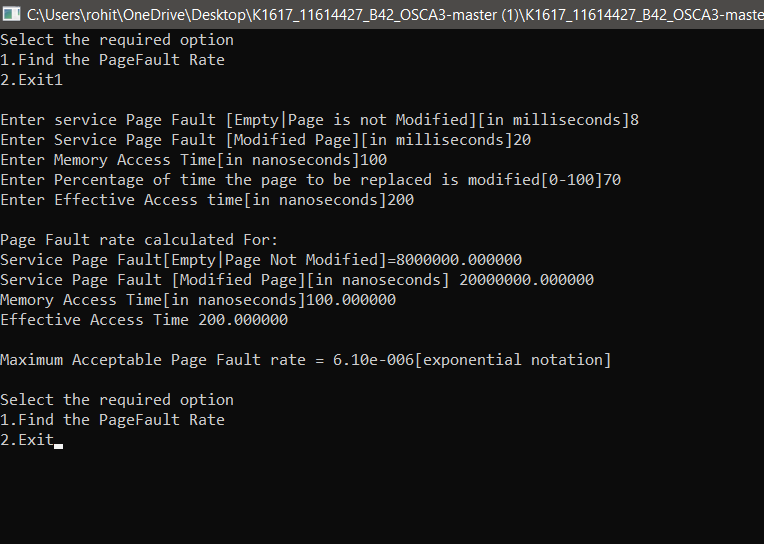 C:\Users\rohit\OneDrive\Desktop\K1617_11614427_B42_OSCA3-master (1)\K1617_11614427_B42_OSCA3-maste
Select the required option
1.Find the PageFault Rate
2.Exit1
Enter service Page Fault [Empty|Page is not Modified][in milliseconds]8
Enter Service Page Fault [Modified Page][in milliseconds]20
Enter Memory Access Time[in nanoseconds]100
Enter Percentage of time the page to be replaced is modified[0-100]70
Enter Effective Access time[in nanoseconds]200
Page Fault rate calculated For:
Service Page Fault[Empty|Page Not Modified]=8000000.000000
Service Page Fault [Modified Page][in nanoseconds] 20000000.000000
Memory Access Time[in nanoseconds]100.000000
Effective Access Time 200.000000
Maximum Acceptable Page Fault rate = 6.10e-006[exponential notation]
Select the required option
1.Find the PageFault Rate
2.Exit